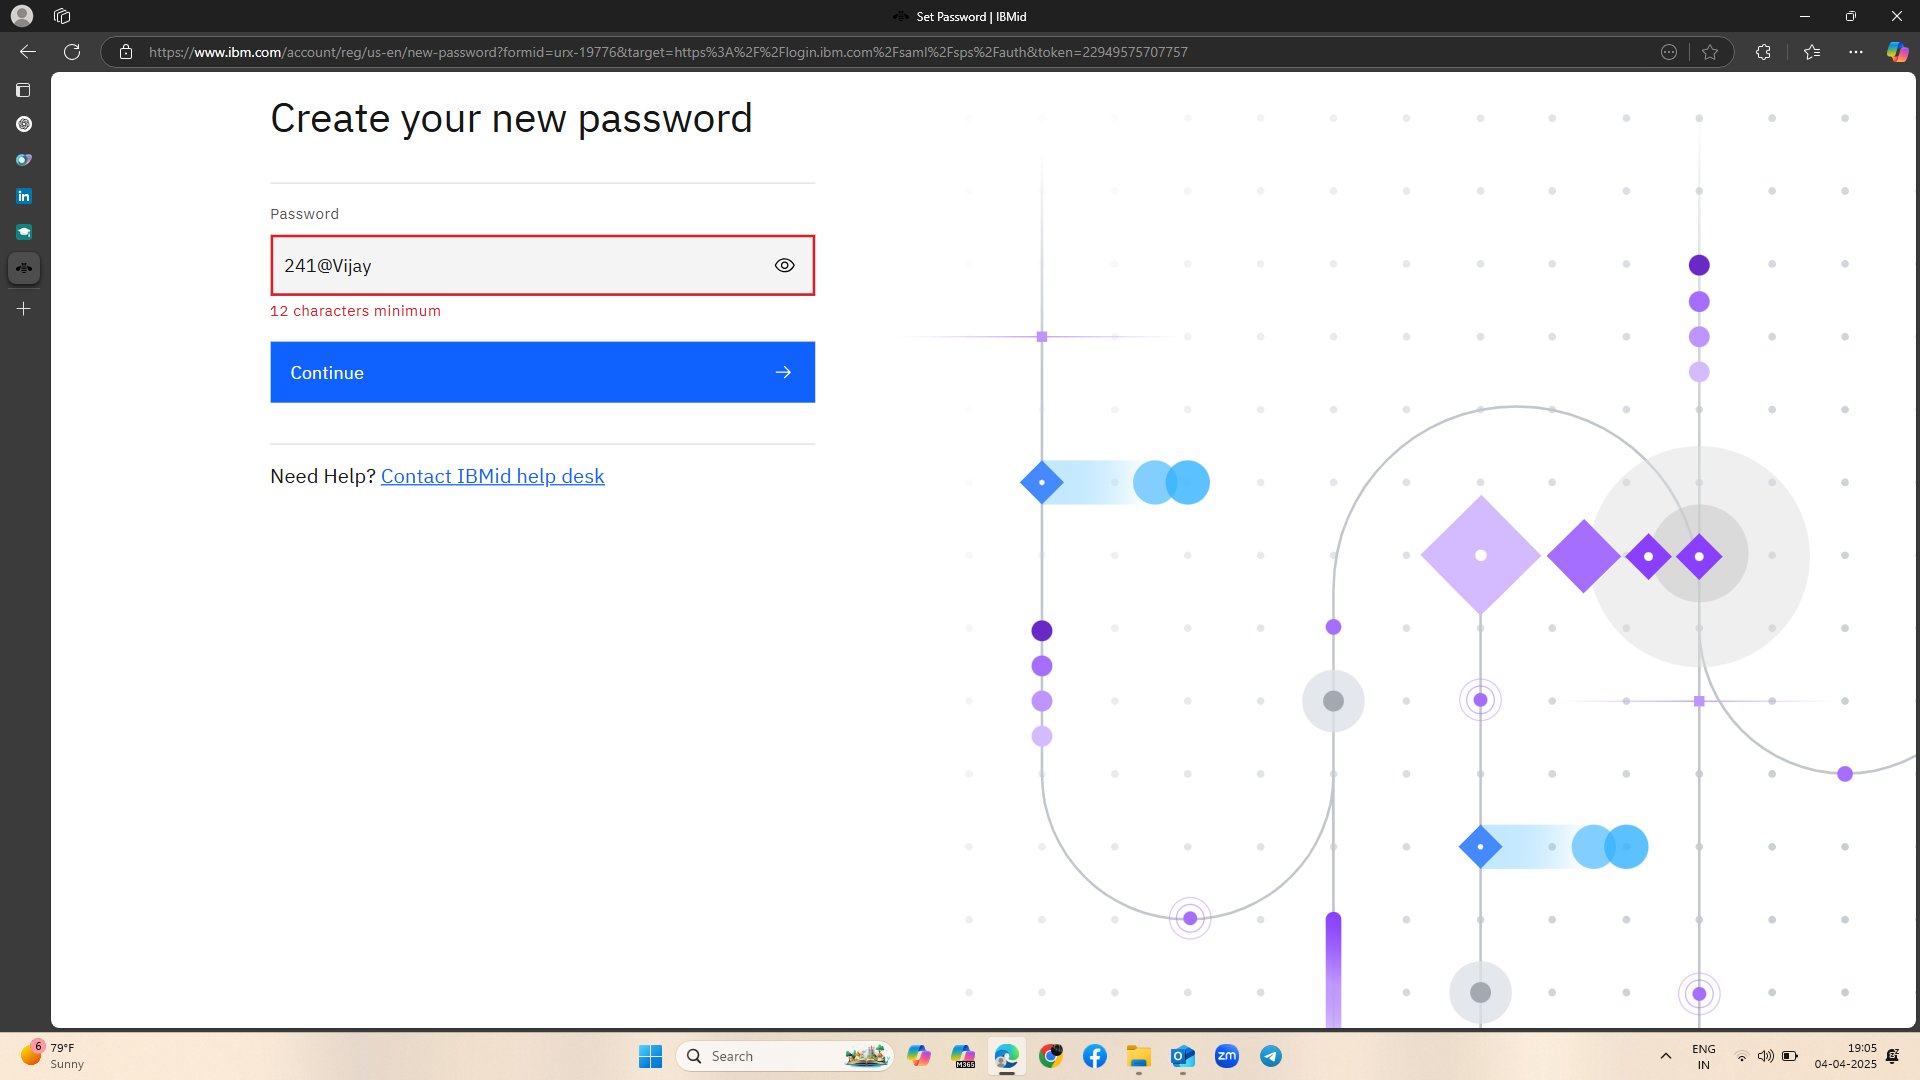 Set Password | IBMid
https://www.ibm.com/account/reg/us-en/new-password?formid=urx-19776&target=https%3A%2F%2Flogin.ibm.com%2Fsaml%2Fsps%2Fauth&token=22949575707757
Create your new password
Password
241@Vijay
12 characters minimum
Continue
Need Help? Contact IBMid help desk
6
79°F
Sunny
Search
M365
zm
ENG
IN
19:05
04-04-2025